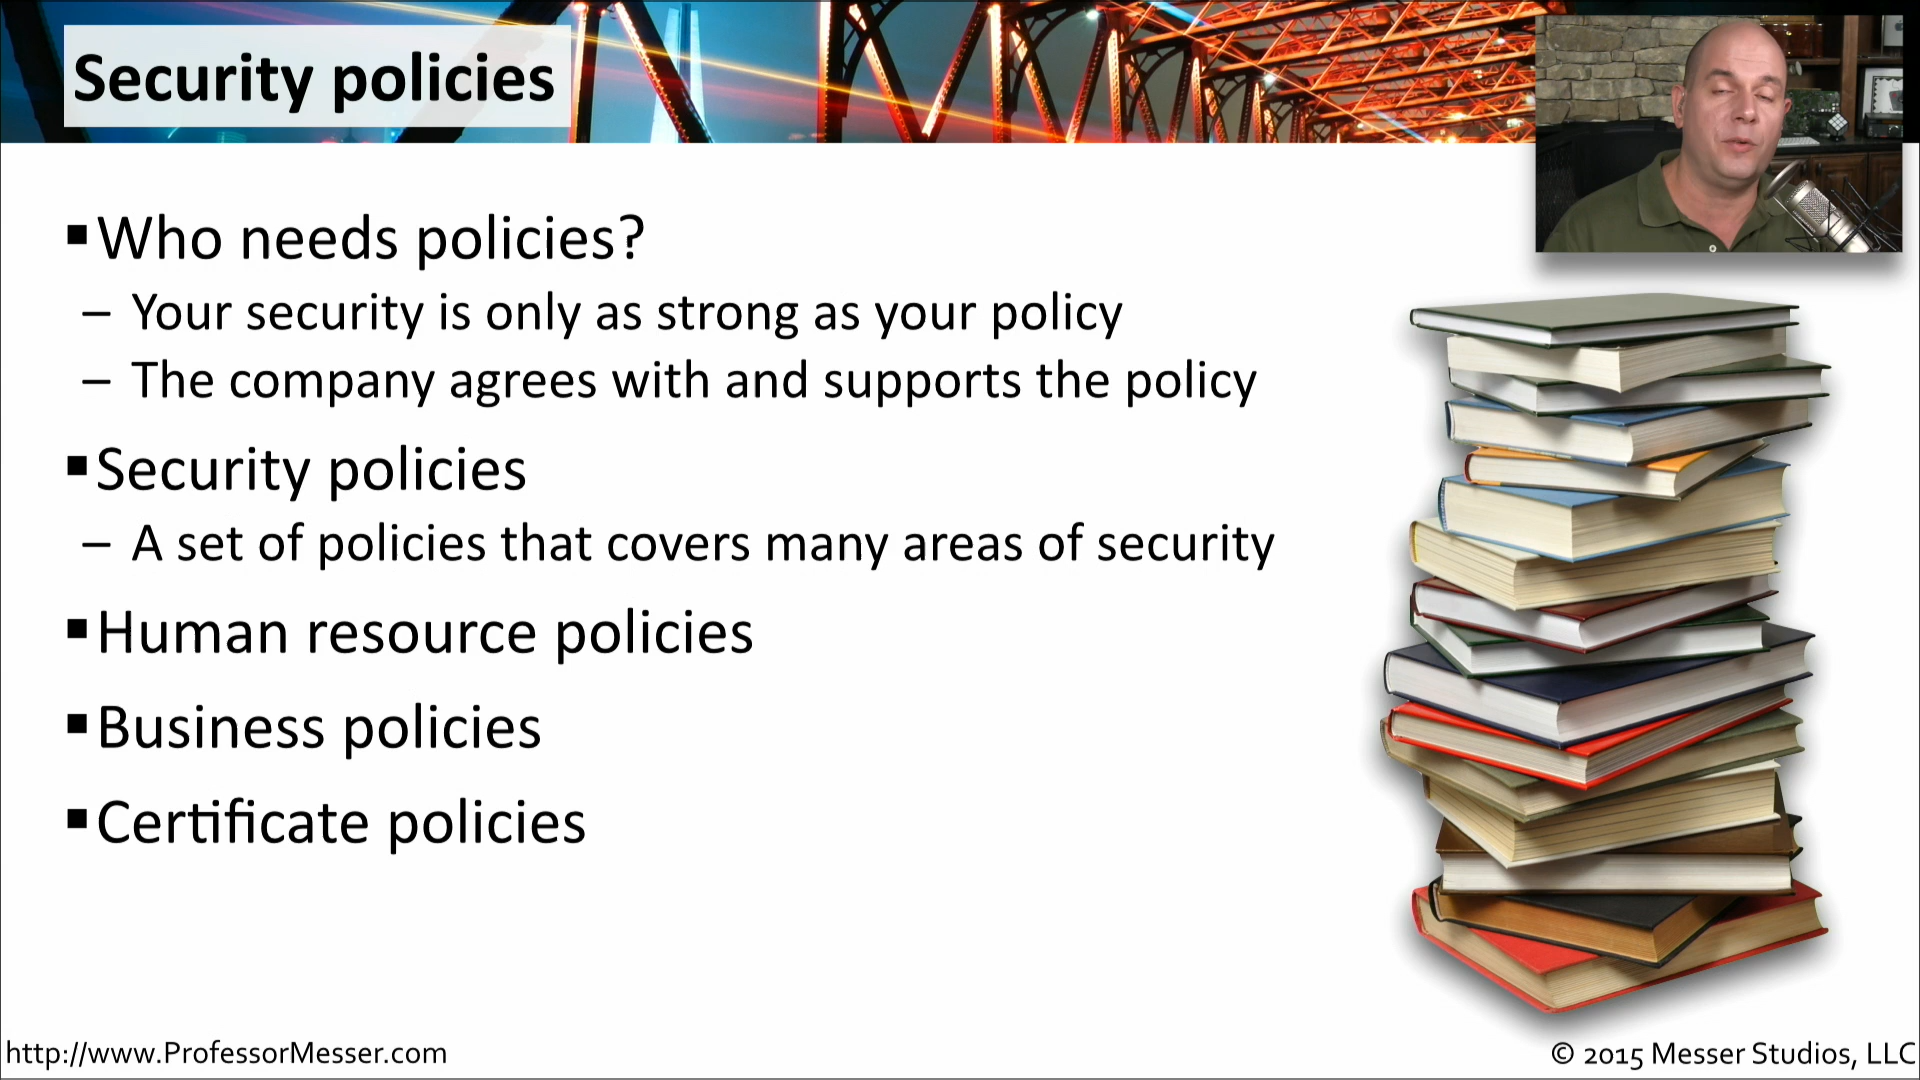 Security policies
▪Who needs policies?
– Your security is only as strong as your policy
– The company agrees with and supports the policy
▪Security policies
– A set of policies that covers many areas of security
▪Human resource policies
▪Business policies
▪Certificate policies
http://www.ProfessorMesser.com
© 2015 Messer Studios, LLC